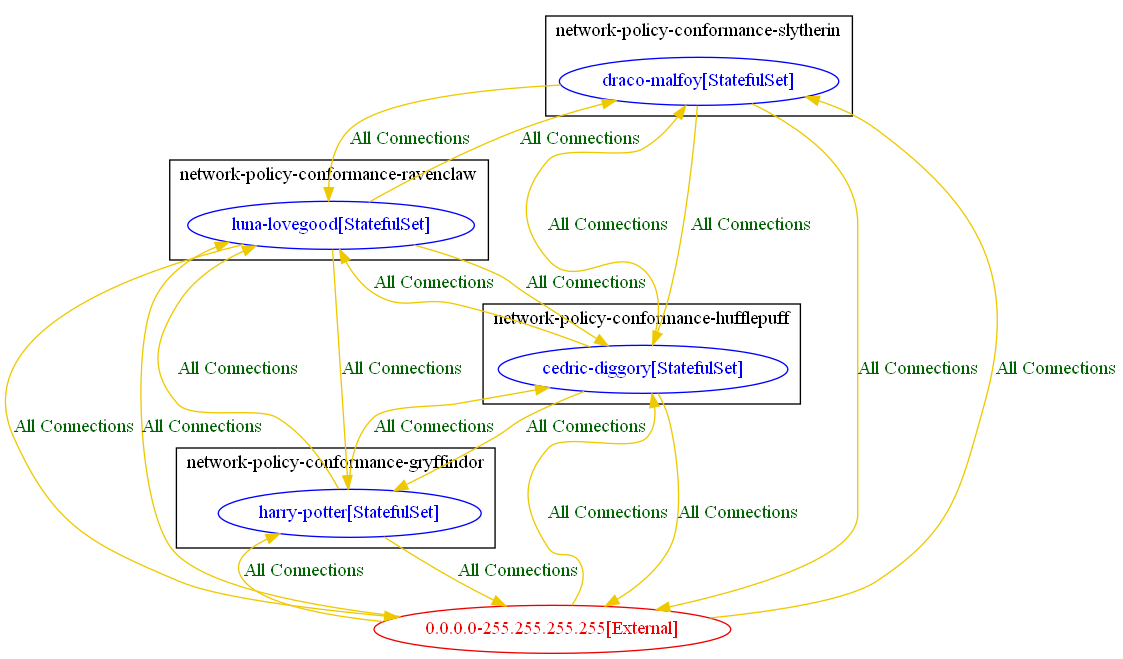 network-policy-conformance-slytherin
draco-malfoy[StatefulSet]
All Connections
All Connections
network-policy-conformance-ravenclaw
luna-lovegood[StatefulSet]
All Connections
All Connections
All Connections
All Connections
network-policy-conformance-hufflepuff
cedric-diggory[StatefulSet]
All Connections
All Connections
All Connections
All Connections
All Connections
All Connections
All Connections
All Connections
network-policy-conformance-gryffindor
harry-potter[StatefulSet]
All Connections
All Connections
All Connections
All Connections
0.0.0.0-255.255.255.255[External]